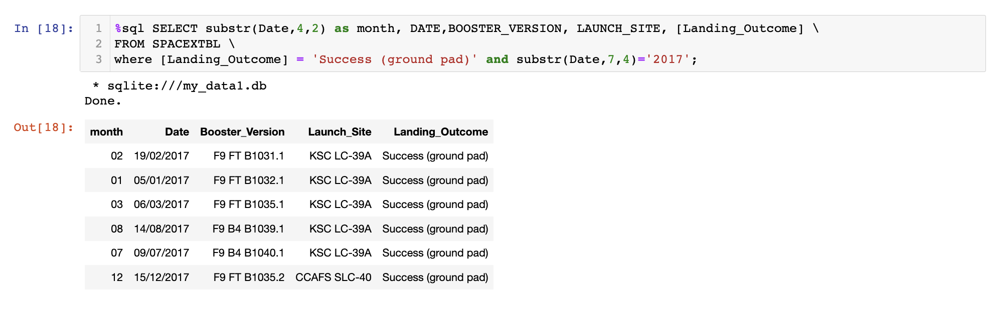 In [18]:
1 %sql SELECT substr(Date,4,2) as month, DATE,BOOSTER_VERSION, LAUNCH_SITE, [Landing_Outcome] \
2 FROM SPACEXTBL \
3 where [Landing_Outcome] = 'Success (ground pad)' and substr(Date,7,4)='2017';
* sqlite:///my_data1.db
Done.
Out[18]:
month Date Booster_Version Launch_Site Landing_Outcome
02 19/02/2017 F9 FT B1031.1 KSC LC-39A Success (ground pad)
01 05/01/2017 F9 FT B1032.1 KSC LC-39A Success (ground pad)
03 06/03/2017 F9 FT B1035.1 KSC LC-39A Success (ground pad)
08 14/08/2017 F9 B4 B1039.1 KSC LC-39A Success (ground pad)
07 09/07/2017 F9 B4 B1040.1 KSC LC-39A Success (ground pad)
12 15/12/2017 F9 FT B1035.2 CCAFS SLC-40 Success (ground pad)